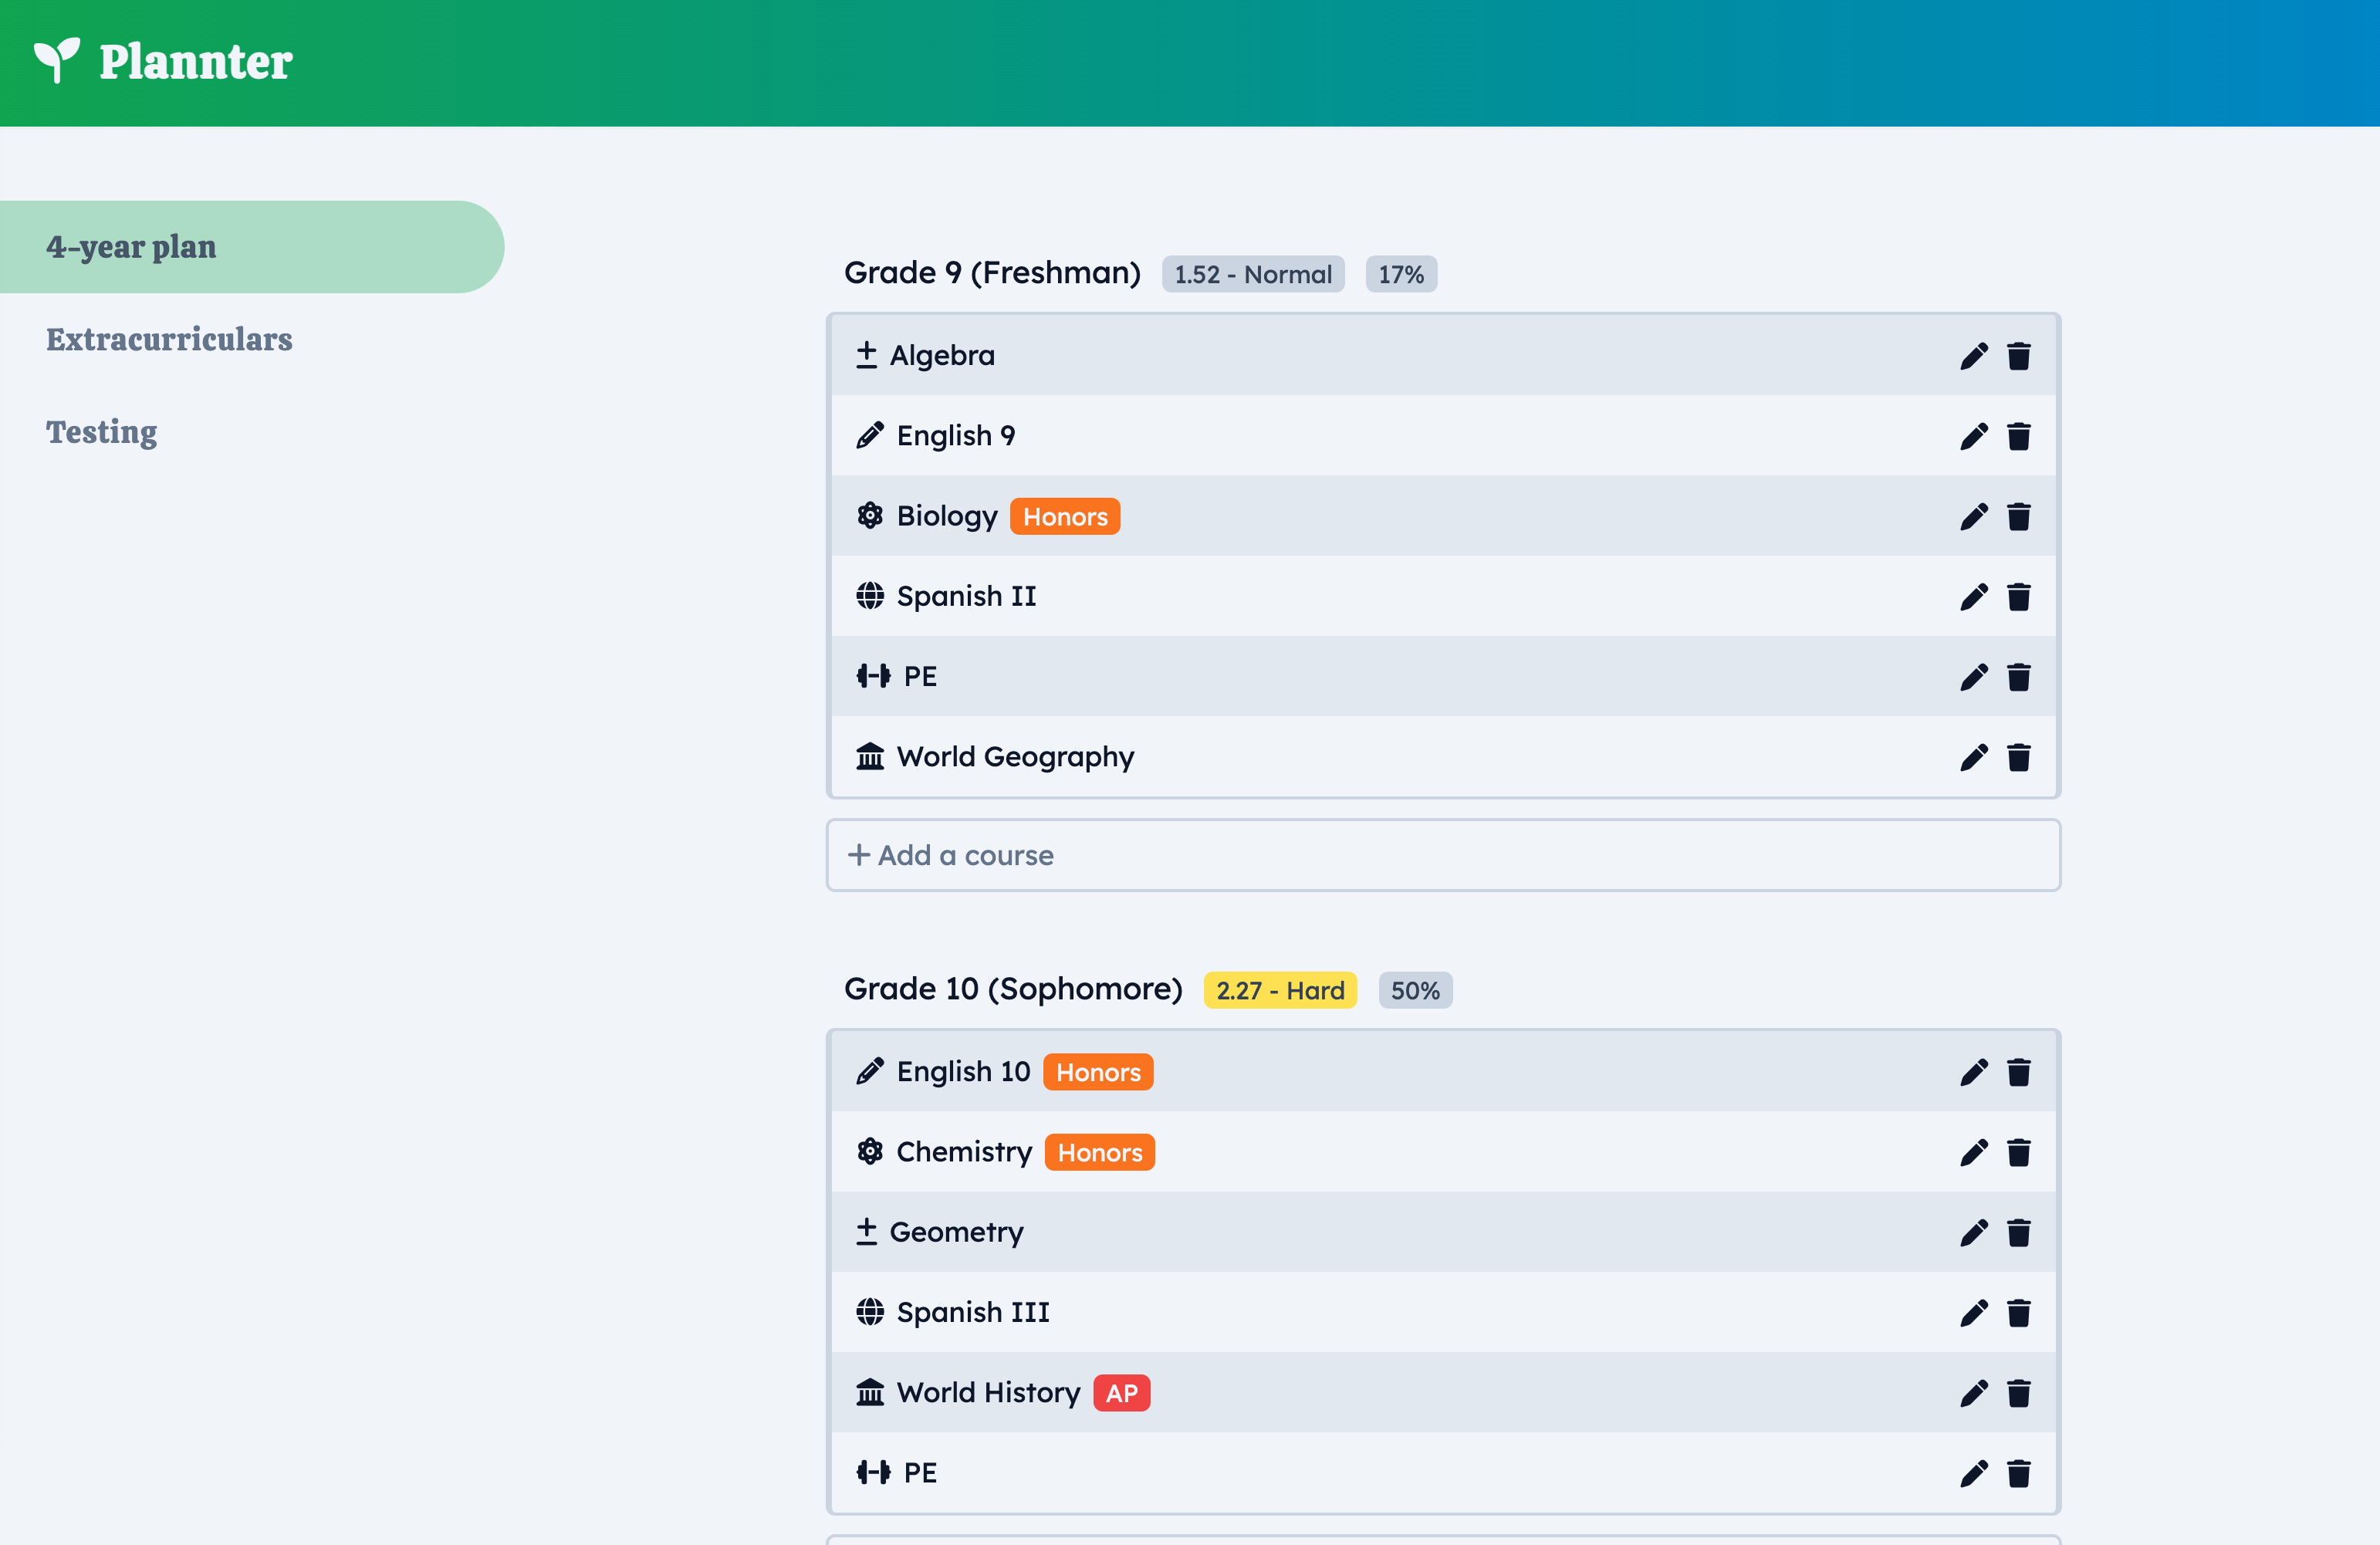 Plannter
4-year plan
Extracurriculars
Testing
Grade 9 (Freshman) 1.52 - Normal 17%
Algebra
English 9
Biology Honors
Spanish II
PE
World Geography
+ Add a course
Grade 10 (Sophomore) 2.27 - Hard 50%
English 10 Honors
Chemistry Honors
Geometry
Spanish III
World History AP
PE